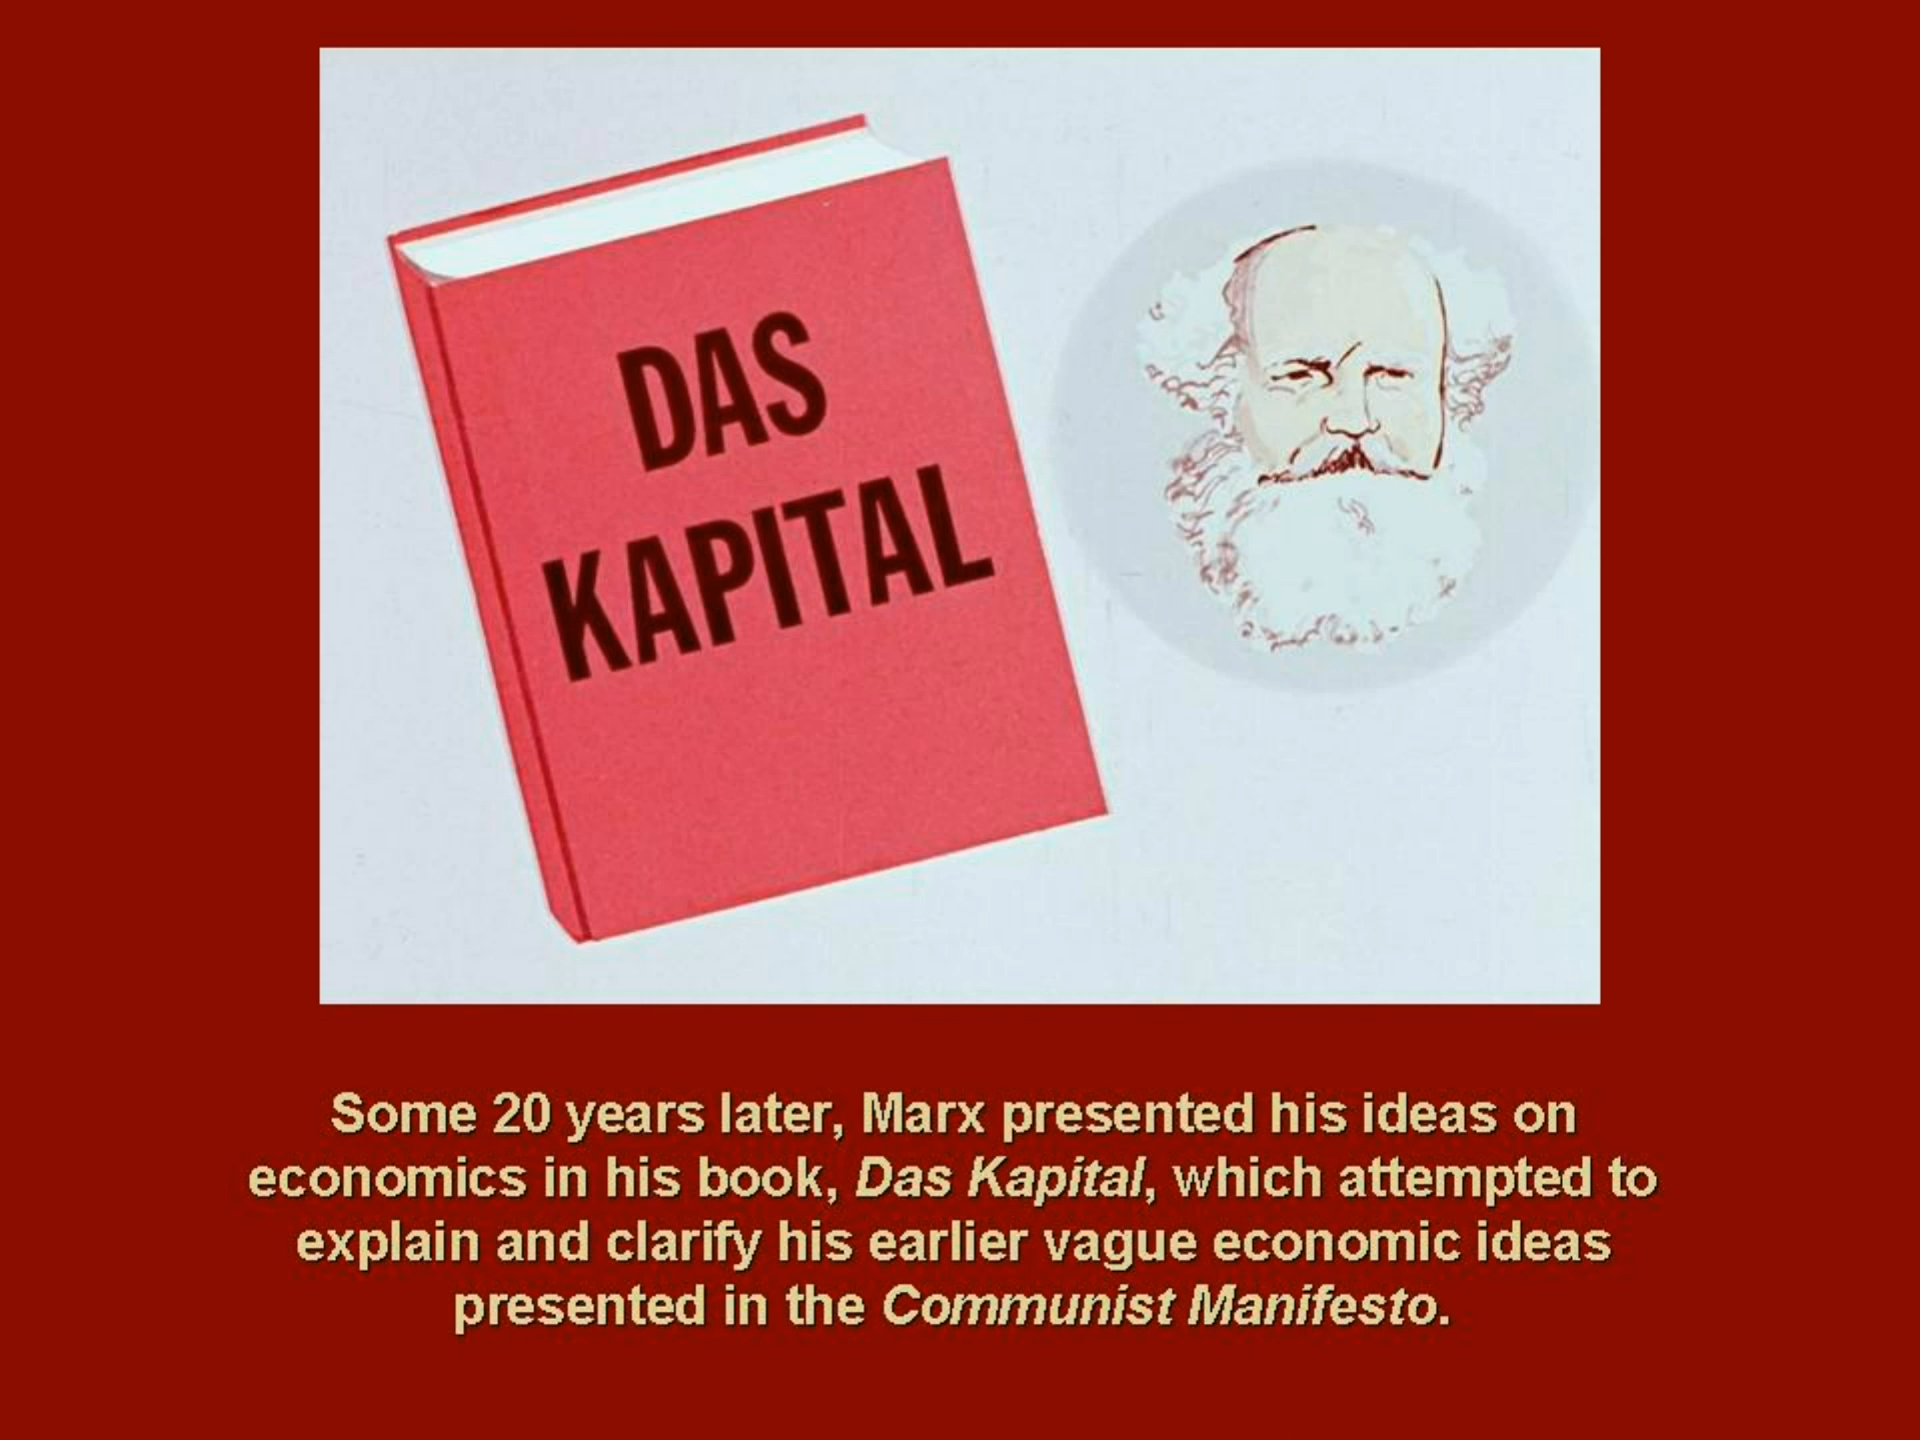 DAS
KAPITAL
Some 20 years later, Marx presented his ideas on
economics in his book, Das Kapital, which attempted to
explain and clarify his earlier vague economic ideas
presented in the Communist Manifesto.